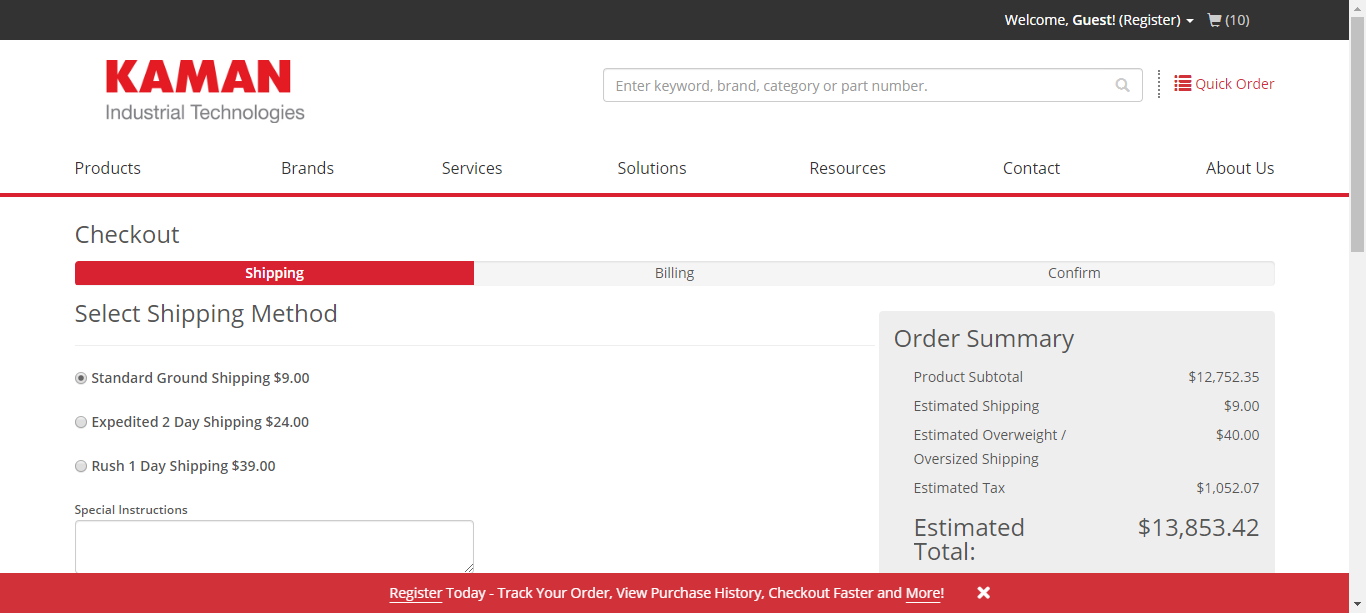 Welcome, Guest! (Register) (10)
KAMAN
Industrial Technologies
Enter keyword, brand, category or part number.
Quick Order
Products Brands Services Solutions Resources Contact About Us
Checkout
Shipping Billing Confirm
Select Shipping Method
Standard Ground Shipping $9.00
Expedited 2 Day Shipping $24.00
Rush 1 Day Shipping $39.00
Special Instructions
Order Summary
Product Subtotal $12,752.35
Estimated Shipping $9.00
Estimated Overweight / $40.00
Oversized Shipping
Estimated Tax $1,052.07
Estimated $13,853.42
Total:
Register Today - Track Your Order, View Purchase History, Checkout Faster and More!